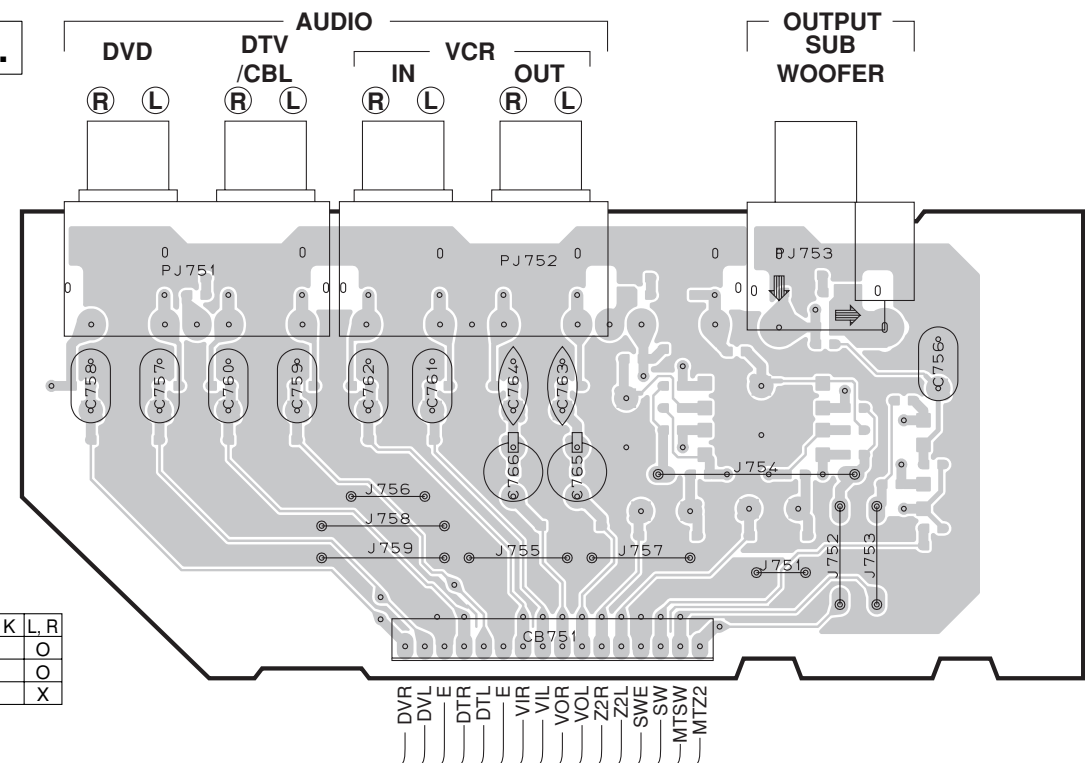 AUDIO
OUTPUT
DVD
DTV
/CBL
VCR
SUB
WOOFER
IN
OUT
R L R L R L R L
PJ751
PJ752
PJ753
C758
C757
C760
C759
C762
C761
C764
C763
C756
C766
C765
J754
J756
J758
J759
J755
J757
J751
J752
J753
CB751
K L, R
O
O
X
DVR
DVL
E
DTR
DTL
E
VIR
VIL
VOR
VOL
Z2R
Z2L
SWE
SW
MTSW
MTZ2